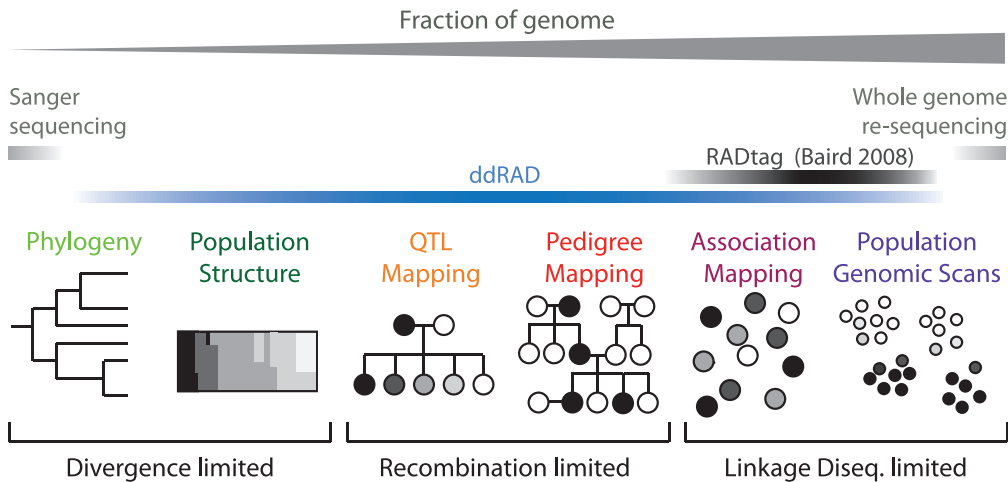 Fraction of genome
Sanger
sequencing
Whole genome
re-sequencing
RADtag (Baird 2008)
ddRAD
Phylogeny
Population
Structure
QTL
Mapping
Pedigree
Mapping
Association
Mapping
Population
Genomic Scans
Divergence limited
Recombination limited
Linkage Diseq. limited